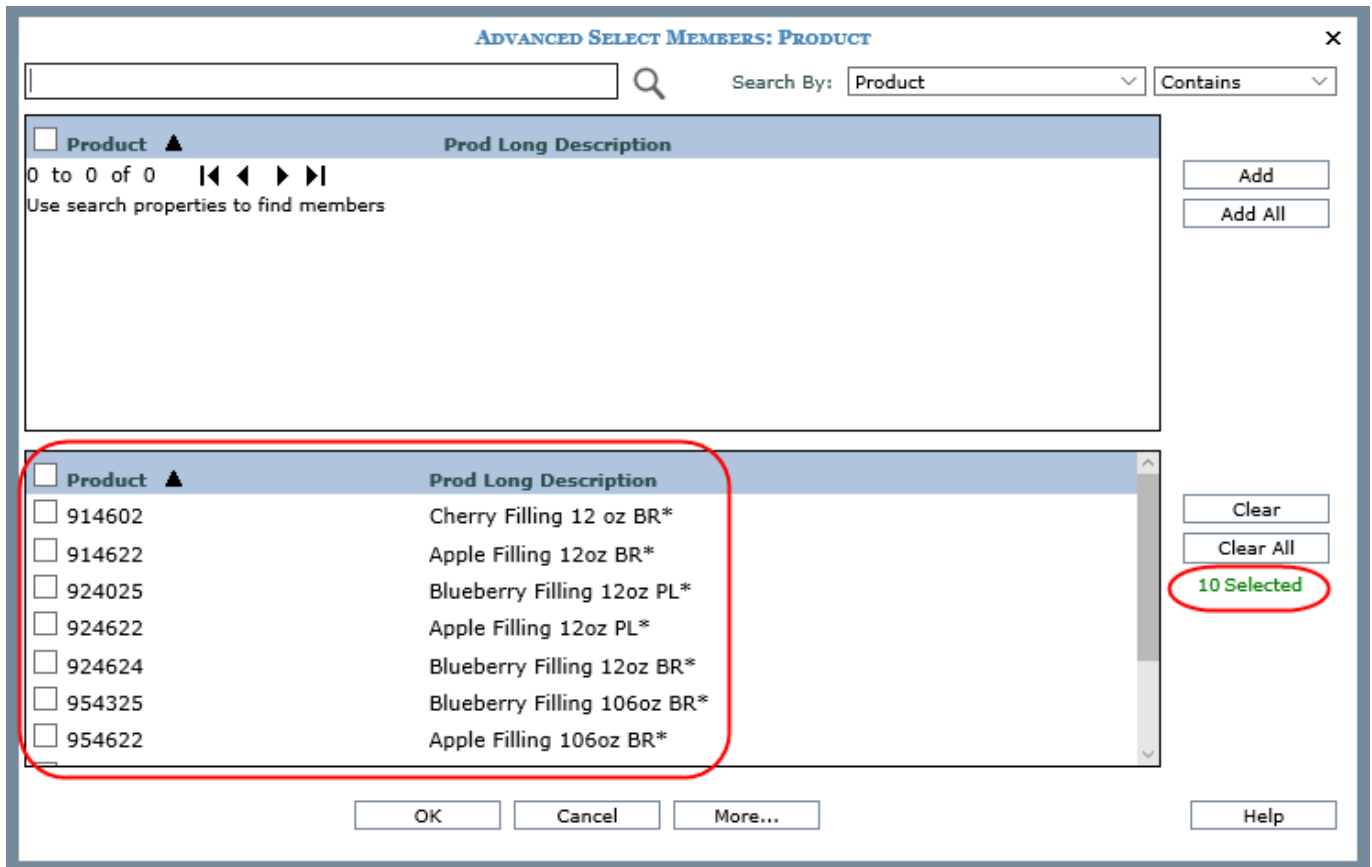 ADVANCED SELECT MEMBERS: PRODUCT
Search By: Product Contains
Product Prod Long Description
0 to 0 of 0
Add
Use search properties to find members
Add All
Product Prod Long Description
914602 Cherry Filling 12 oz BR*
Clear
914622 Apple Filling 12oz BR*
Clear All
924025 Blueberry Filling 12oz PL*
10 Selected
924622 Apple Filling 12oz PL*
924624 Blueberry Filling 12oz BR*
954325 Blueberry Filling 106oz BR*
954622 Apple Filling 106oz BR*
OK Cancel More... Help